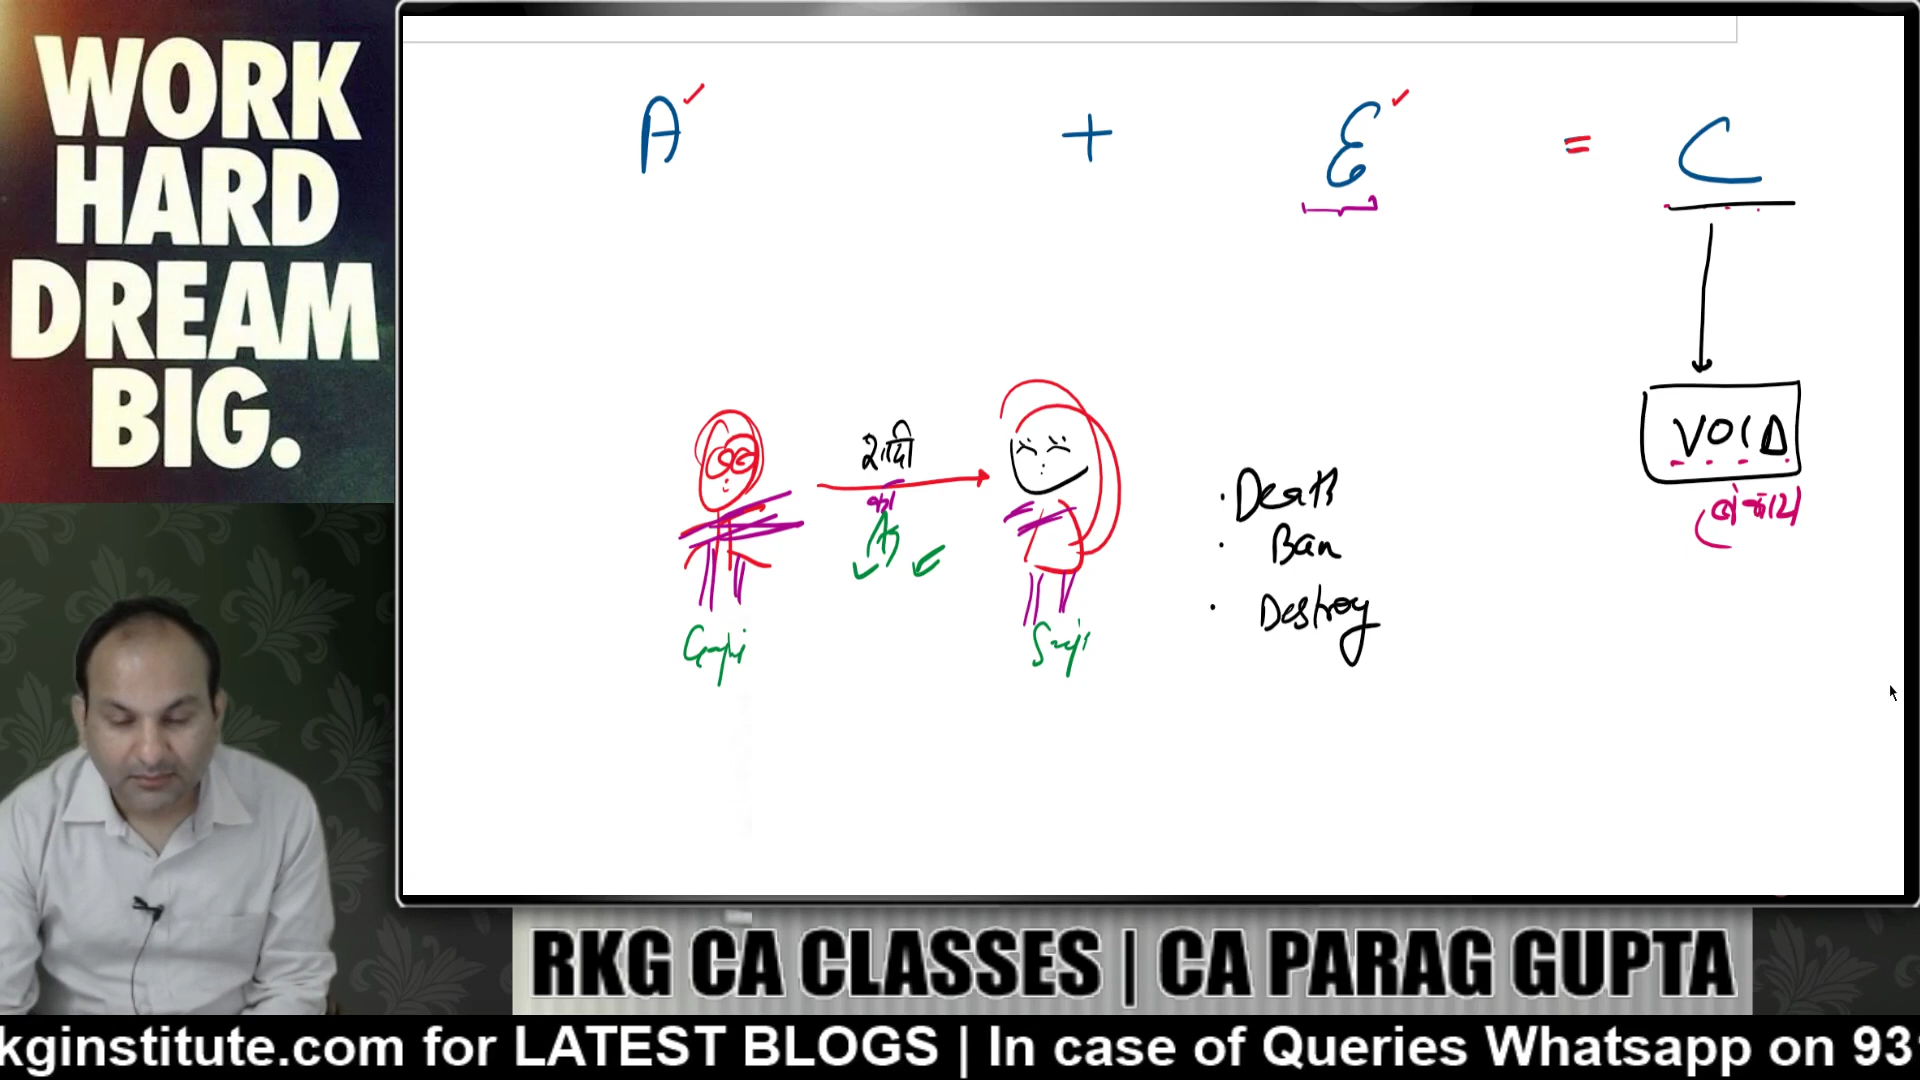 WORK
HARD
DREAM
BIG.
A + E = C
VOID
Death
Ban
Destroy
RKG CA CLASSES | CA PARAG GUPTA
kginstitute.com for LATEST BLOGS | In case of Queries Whatsapp on 93